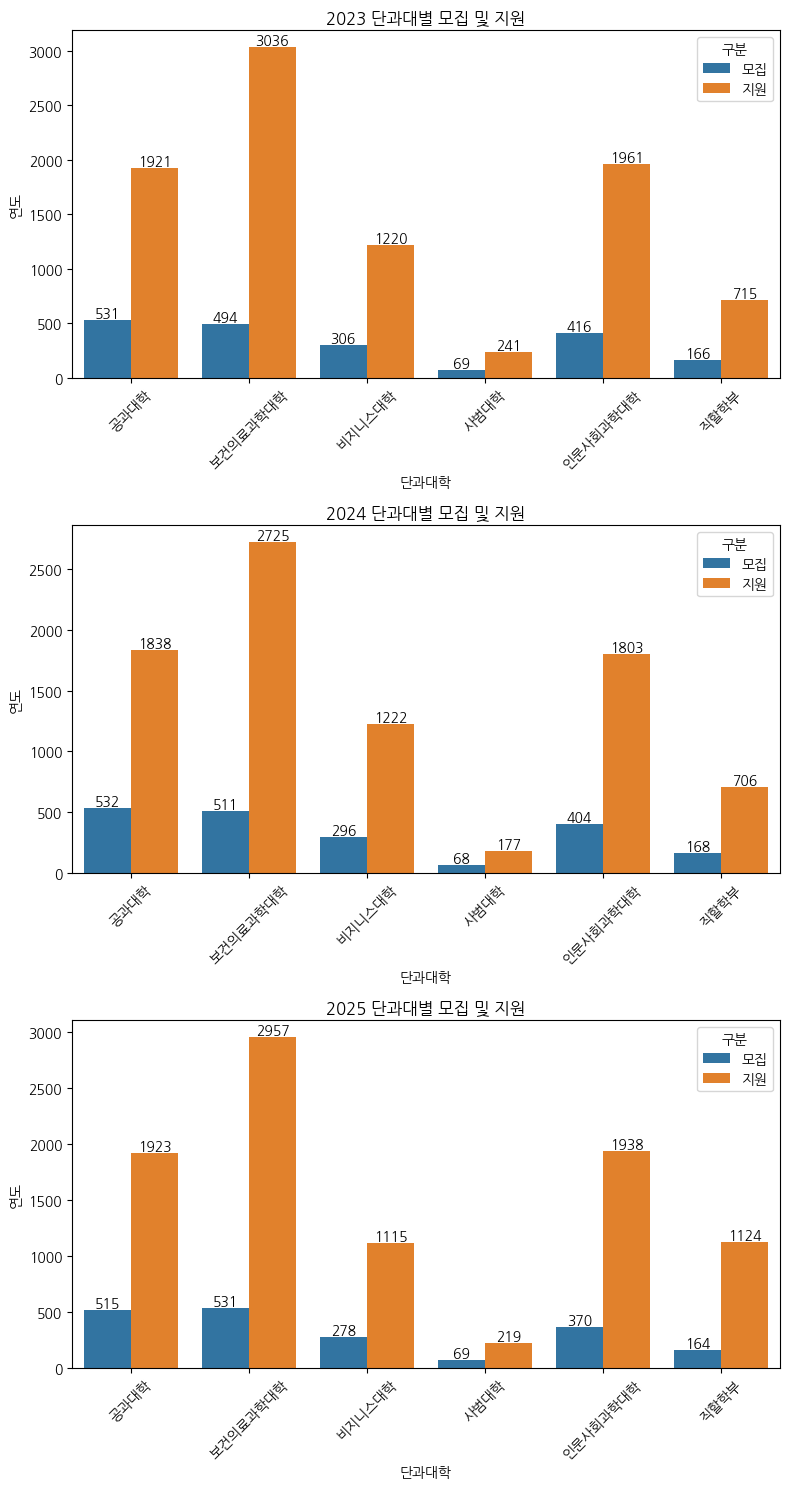 2023 단과대별 모집 및 지원
구분
모집
지원
연도
3000
2500
2000
1500
1000
500
0
531
1921
494
3036
306
1220
69
241
416
1961
166
715
공과대학
보건의료과학대학
비지니스대학
사범대학
인문사회과학대학
직할학부
단과대학
2024 단과대별 모집 및 지원
구분
모집
지원
연도
2500
2000
1500
1000
500
0
532
1838
511
2725
296
1222
68
177
404
1803
168
706
공과대학
보건의료과학대학
비지니스대학
사범대학
인문사회과학대학
직할학부
단과대학
2025 단과대별 모집 및 지원
구분
모집
지원
연도
3000
2500
2000
1500
1000
500
0
515
1923
531
2957
278
1115
69
219
370
1938
164
1124
공과대학
보건의료과학대학
비지니스대학
사범대학
인문사회과학대학
직할학부
단과대학